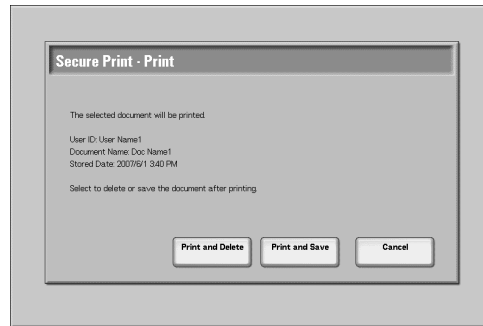 Secure Print - Print
The selected document will be printed.
User ID: User Name1
Document Name: Doc Name1
Stored Date: 2007/6/1 3:40 PM
Select to delete or save the document after printing.
Print and Delete
Print and Save
Cancel